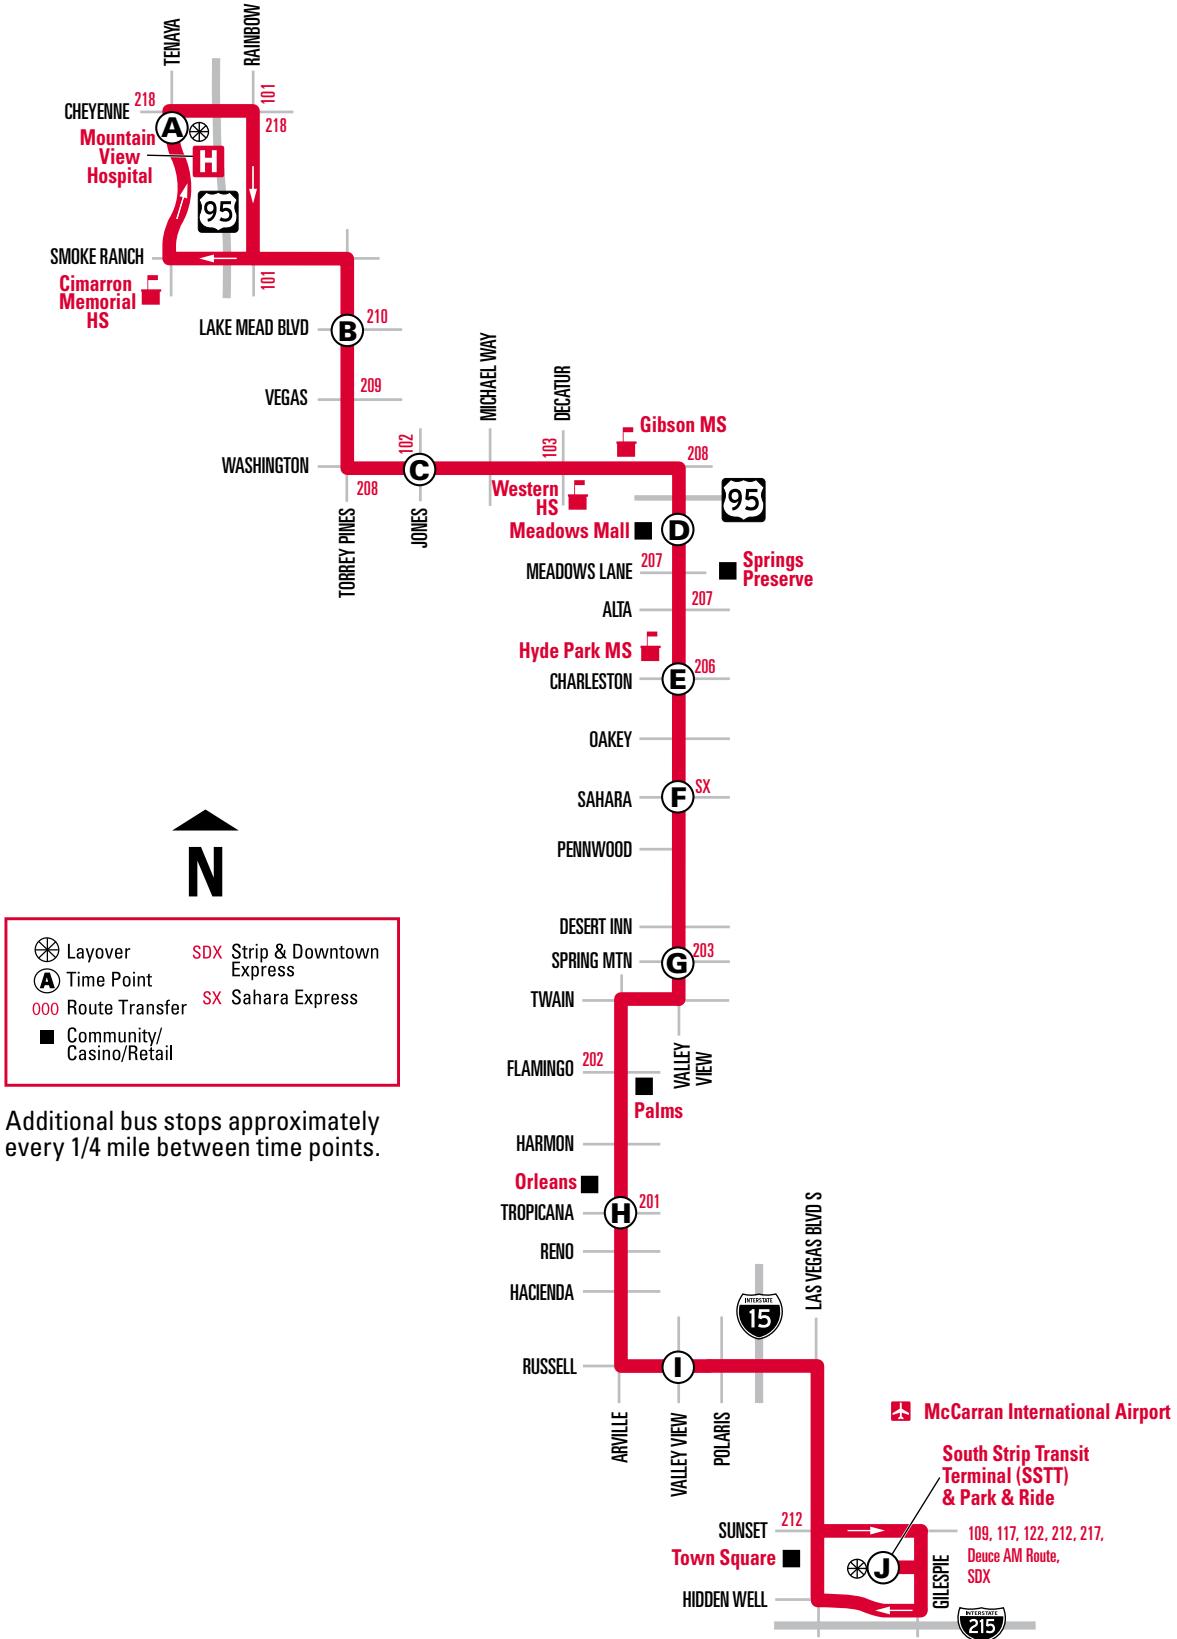 TENAYA
RAINBOW
218
101
CHEYENNE
218
A
Mountain
View
Hospital
H
95
SMOKE RANCH
101
Cimarron
Memorial
HS
LAKE MEAD BLVD
B
210
VEGAS
209
MICHAEL WAY
DECATUR
Gibson MS
102
103
WASHINGTON
C
208
208
Western
HS
95
TORREY PINES
JONES
Meadows Mall
D
MEADOWS LANE
207
Springs
Preserve
ALTA
207
Hyde Park MS
CHARLESTON
E
206
OAKEY
SAHARA
F
SX
PENNWOOD
N
DESERT INN
SPRING MTN
G
203
Layover
A Time Point
000 Route Transfer
Community/
Casino/Retail
SDX Strip & Downtown
Express
SX Sahara Express
TWAIN
VALLEY
VIEW
FLAMINGO
202
Palms
Additional bus stops approximately
every 1/4 mile between time points.
HARMON
Orleans
TROPICANA
H
201
RENO
LAS VEGAS BLVD S
HACIENDA
INTERSTATE
15
RUSSELL
I
ARVILLE
VALLEY VIEW
POLARIS
McCarran International Airport
South Strip Transit
Terminal (SSTT)
& Park & Ride
SUNSET
212
109, 117, 122, 212, 217,
Deuce AM Route,
SDX
Town Square
J
GILESPIE
HIDDEN WELL
INTERSTATE
215